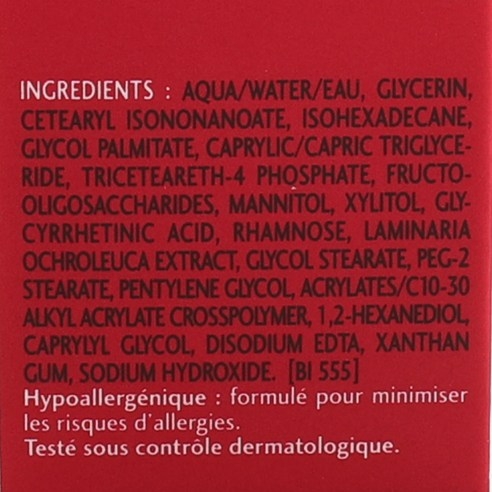 INGREDIENTS : AQUA/WATER/EAU, GLYCERIN,
CETEARYL ISONONANOATE, ISOHEXADECANE,
GLYCOL PALMITATE, CAPRYLIC/CAPRIC TRIGLYCE-
RIDE, TRICETEARETH-4 PHOSPHATE, FRUCTO-
OLIGOSACCHARIDES, MANNITOL, XYLITOL, GLY-
CYRRHETINIC ACID, RHAMNOSE, LAMINARIA
OCHROLEUCA EXTRACT, GLYCOL STEARATE, PEG-2
STEARATE, PENTYLENE GLYCOL, ACRYLATES/C10-30
ALKYL ACRYLATE CROSSPOLYMER, 1,2-HEXANEDIOL,
CAPRYLYL GLYCOL, DISODIUM EDTA, XANTHAN
GUM, SODIUM HYDROXIDE. [BI 555]
Hypoallergénique : formulé pour minimiser
les risques d'allergies.
Testé sous contrôle dermatologique.